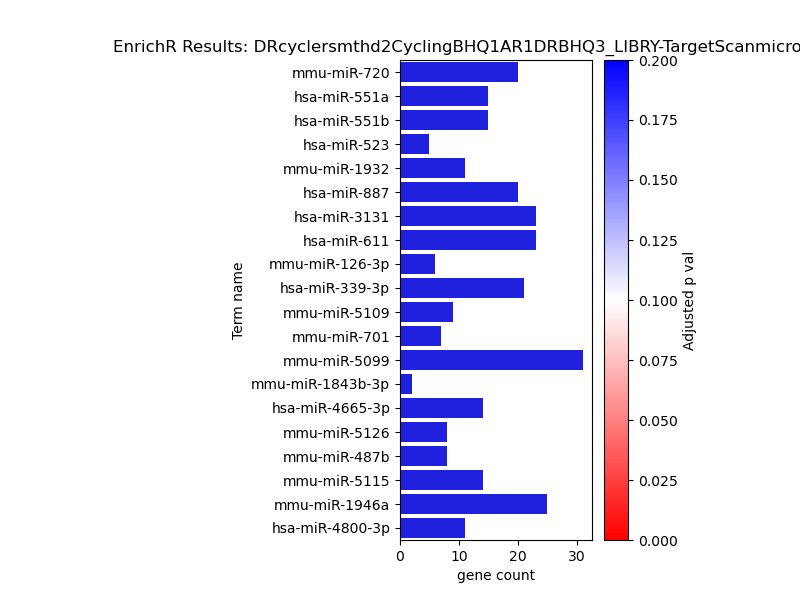 EnrichR Results: DRcyclersmthd2CyclingBHQ1AR1DRBHQ3_LIBRY-TargetScanmicro
mmu-miR-720
hsa-miR-551a
hsa-miR-551b
hsa-miR-523
mmu-miR-1932
hsa-miR-887
hsa-miR-3131
hsa-miR-611
mmu-miR-126-3p
hsa-miR-339-3p
mmu-miR-5109
mmu-miR-701
mmu-miR-5099
mmu-miR-1843b-3p
hsa-miR-4665-3p
mmu-miR-5126
mmu-miR-487b
mmu-miR-5115
mmu-miR-1946a
hsa-miR-4800-3p
Term name
0 10 20 30
gene count
0.200
0.175
0.150
0.125
0.100
0.075
0.050
0.025
0.000
Adjusted p val